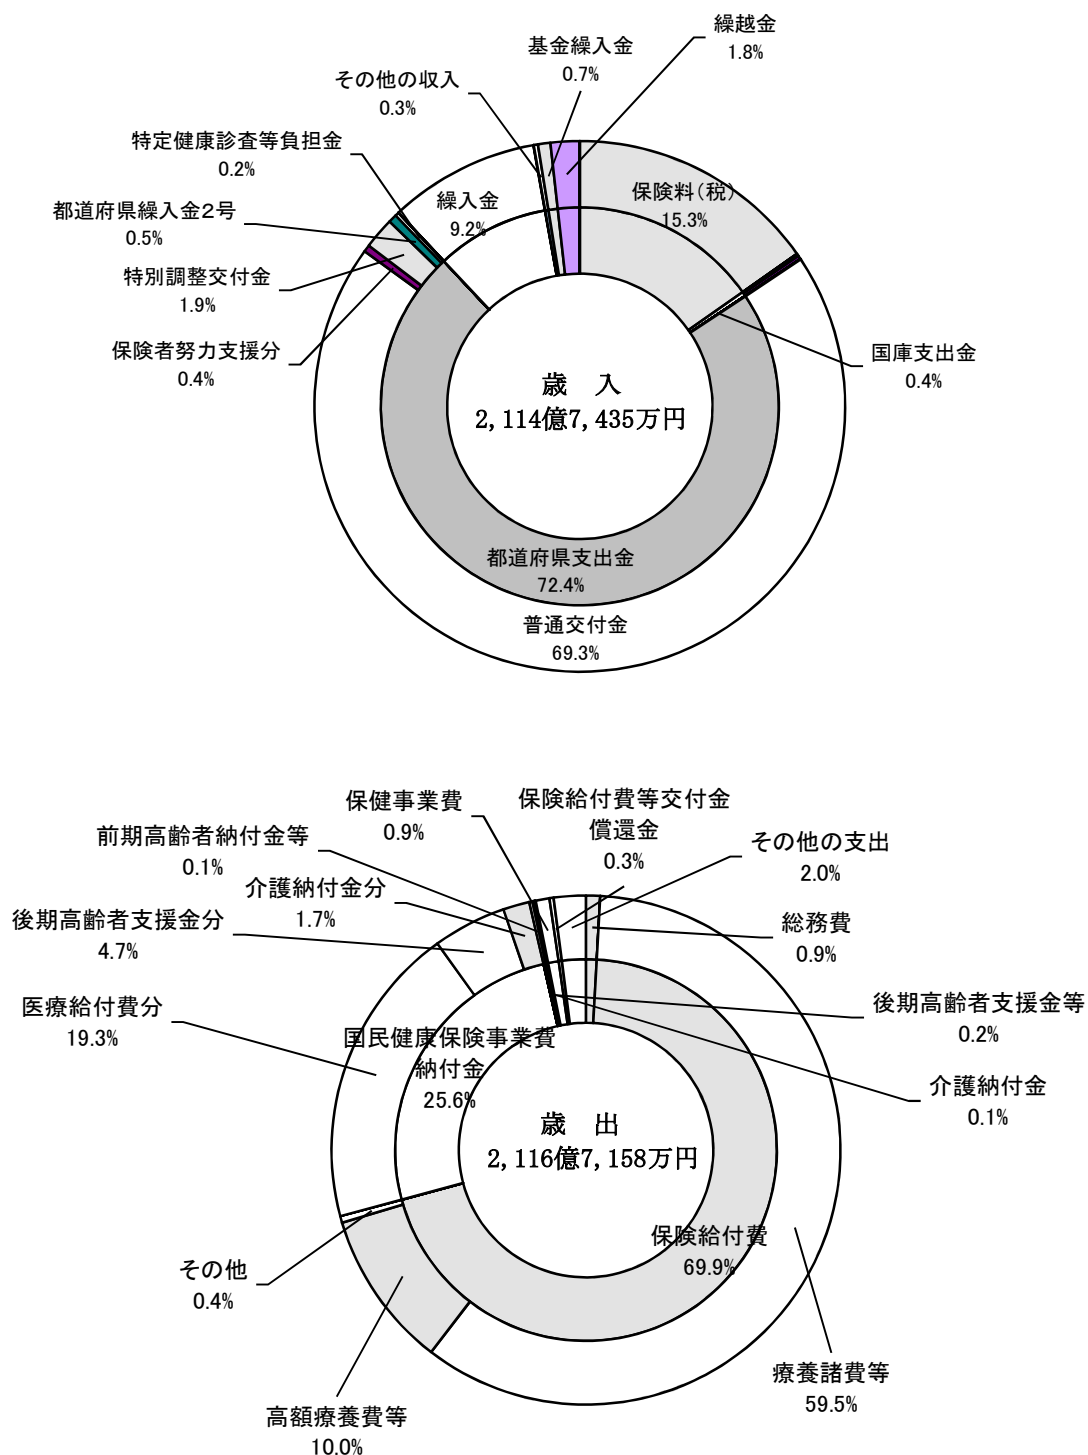 繰越金
1.8%
基金繰入金
0.7%
その他の収入
0.3%
特定健康診査等負担金
0.2%
都道府県繰入金2号
0.5%
特別調整交付金
1.9%
保険者努力支援分
0.4%
繰入金
9.2%
保険料(税)
15.3%
国庫支出金
0.4%
歳 入
2,114億7,435万円
都道府県支出金
72.4%
普通交付金
69.3%
保健事業費
0.9%
保険給付費等交付金
償還金
0.3%
その他の支出
2.0%
前期高齢者納付金等
0.1%
介護納付金分
1.7%
後期高齢者支援金分
4.7%
総務費
0.9%
医療給付費分
19.3%
後期高齢者支援金等
0.2%
国民健康保険事業費
納付金
25.6%
介護納付金
0.1%
歳 出
2,116億7,158万円
保険給付費
69.9%
その他
0.4%
療養諸費等
59.5%
高額療養費等
10.0%